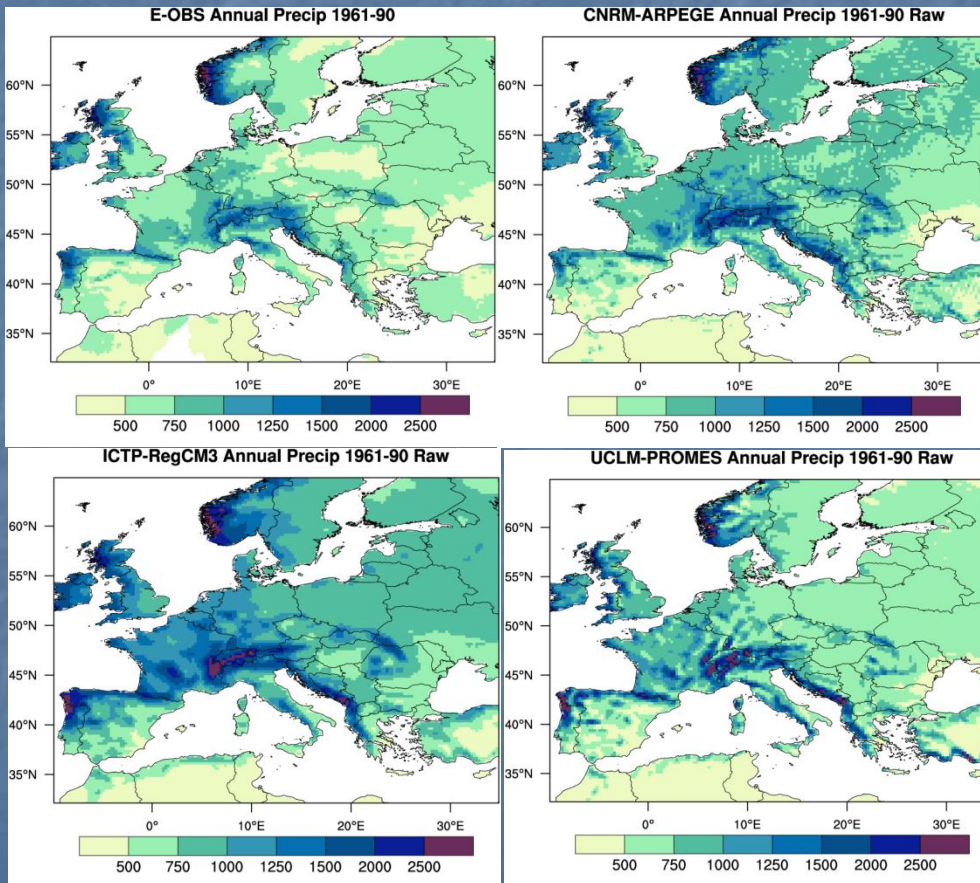 E-OBS Annual Precip 1961-90
60°N
55°N
50°N
45°N
40°N
35°N
0° 10°E 20°E 30°E
500 750 1000 1250 1500 2000 2500
CNRM-ARPEGE Annual Precip 1961-90 Raw
60°N
55°N
50°N
45°N
40°N
35°N
0° 10°E 20°E 30°E
500 750 1000 1250 1500 2000 2500
ICTP-RegCM3 Annual Precip 1961-90 Raw
60°N
55°N
50°N
45°N
40°N
35°N
0° 10°E 20°E 30°E
500 750 1000 1250 1500 2000 2500
UCLM-PROMES Annual Precip 1961-90 Raw
60°N
55°N
50°N
45°N
40°N
35°N
0° 10°E 20°E 30°E
500 750 1000 1250 1500 2000 2500